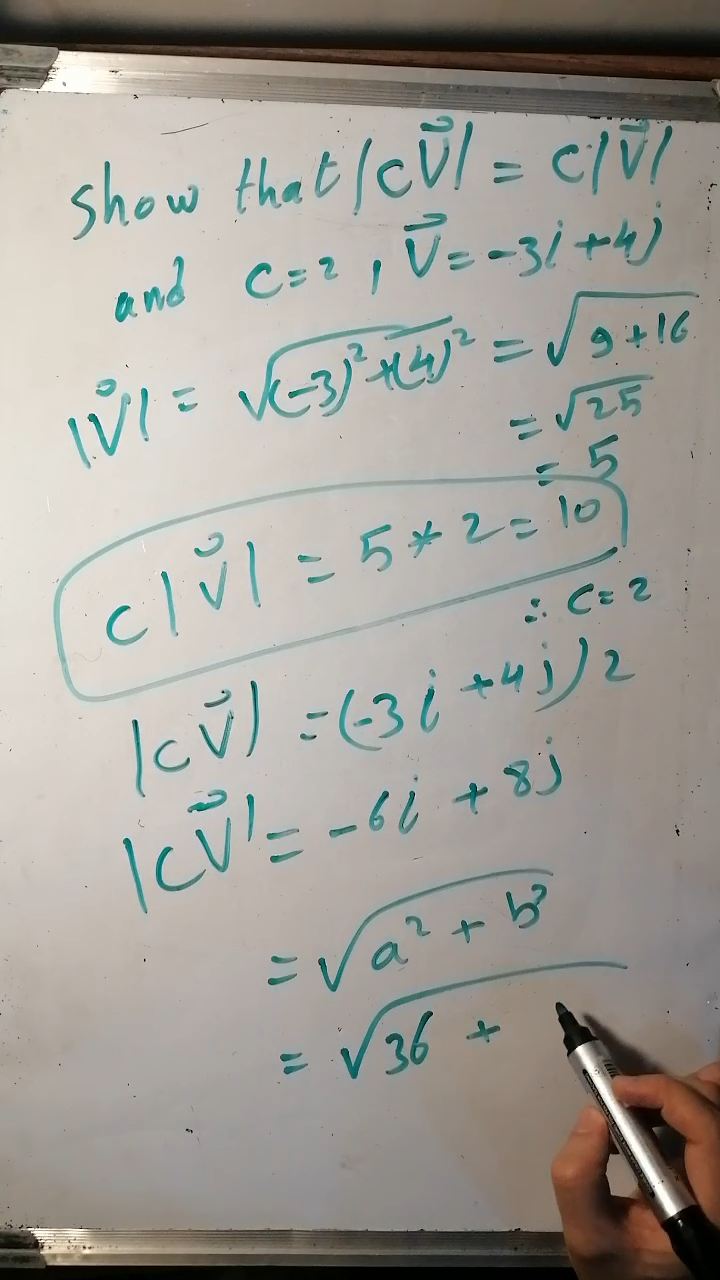 show that |cV⃗| = c|V⃗|
and c=2, V⃗=-3i+4j
|V⃗| = √(-3)²+(4)² = √9+16
= √25
= 5
c|V⃗| = 5*2=10
∴ c=2
|cV⃗| =(-3i+4j)2
|cV⃗|= -6i + 8j
= √a² + b²
= √36 +